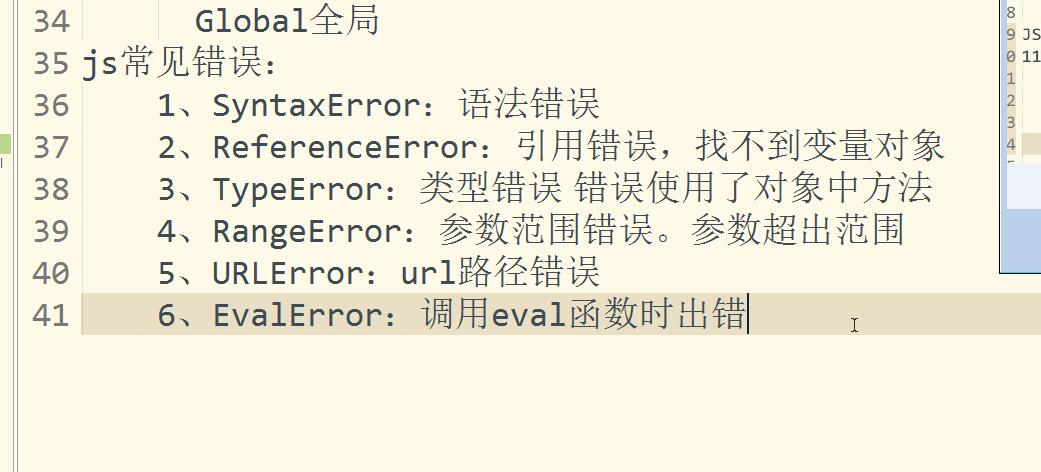 34 Global全局
35 js常见错误：
36 1、SyntaxError：语法错误
37 2、ReferenceError：引用错误，找不到变量对象
38 3、TypeError：类型错误 错误使用了对象中方法
39 4、RangeError：参数范围错误。参数超出范围
40 5、URLError：url路径错误
41 6、EvalError：调用eval函数时出错
8
9 JS
0 11
1
2
3
4